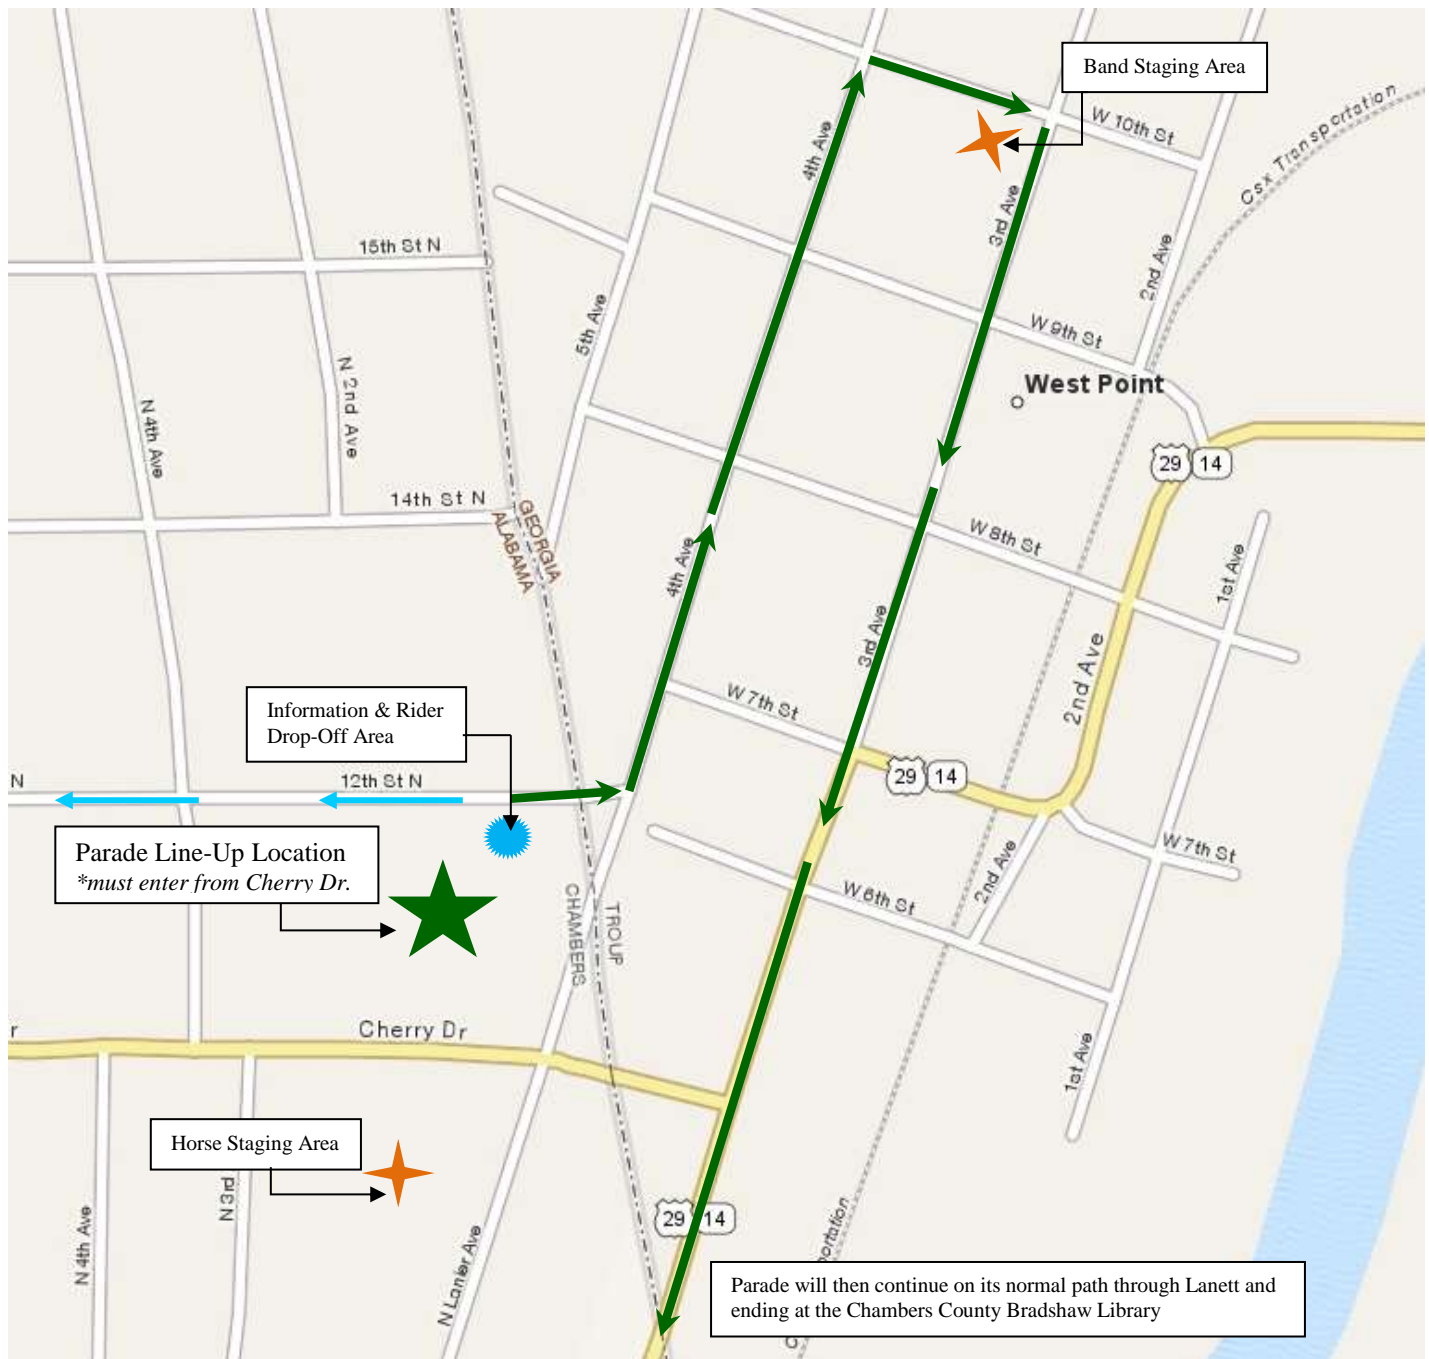 Band Staging Area
W 10th St
Csx Transportation
4th Ave
3rd Ave
2nd Ave
15th St N
5th Ave
W 9th St
West Point
N 2nd Ave
N 4th Ave
29 14
14th St N
GEORGIA
ALABAMA
W 8th St
1st Ave
4th Ave
3rd Ave
2nd Ave
Information & Rider
Drop-Off Area
W 7th St
N
12th St N
29 14
Parade Line-Up Location
*must enter from Cherry Dr.
W 7th St
2nd Ave
W 6th St
CHAMBERS
TROUP
r
Cherry Dr
1st Ave
Horse Staging Area
N 3rd
N 4th Ave
N Lanier Ave
29 14
portation
Parade will then continue on its normal path through Lanett and
ending at the Chambers County Bradshaw Library